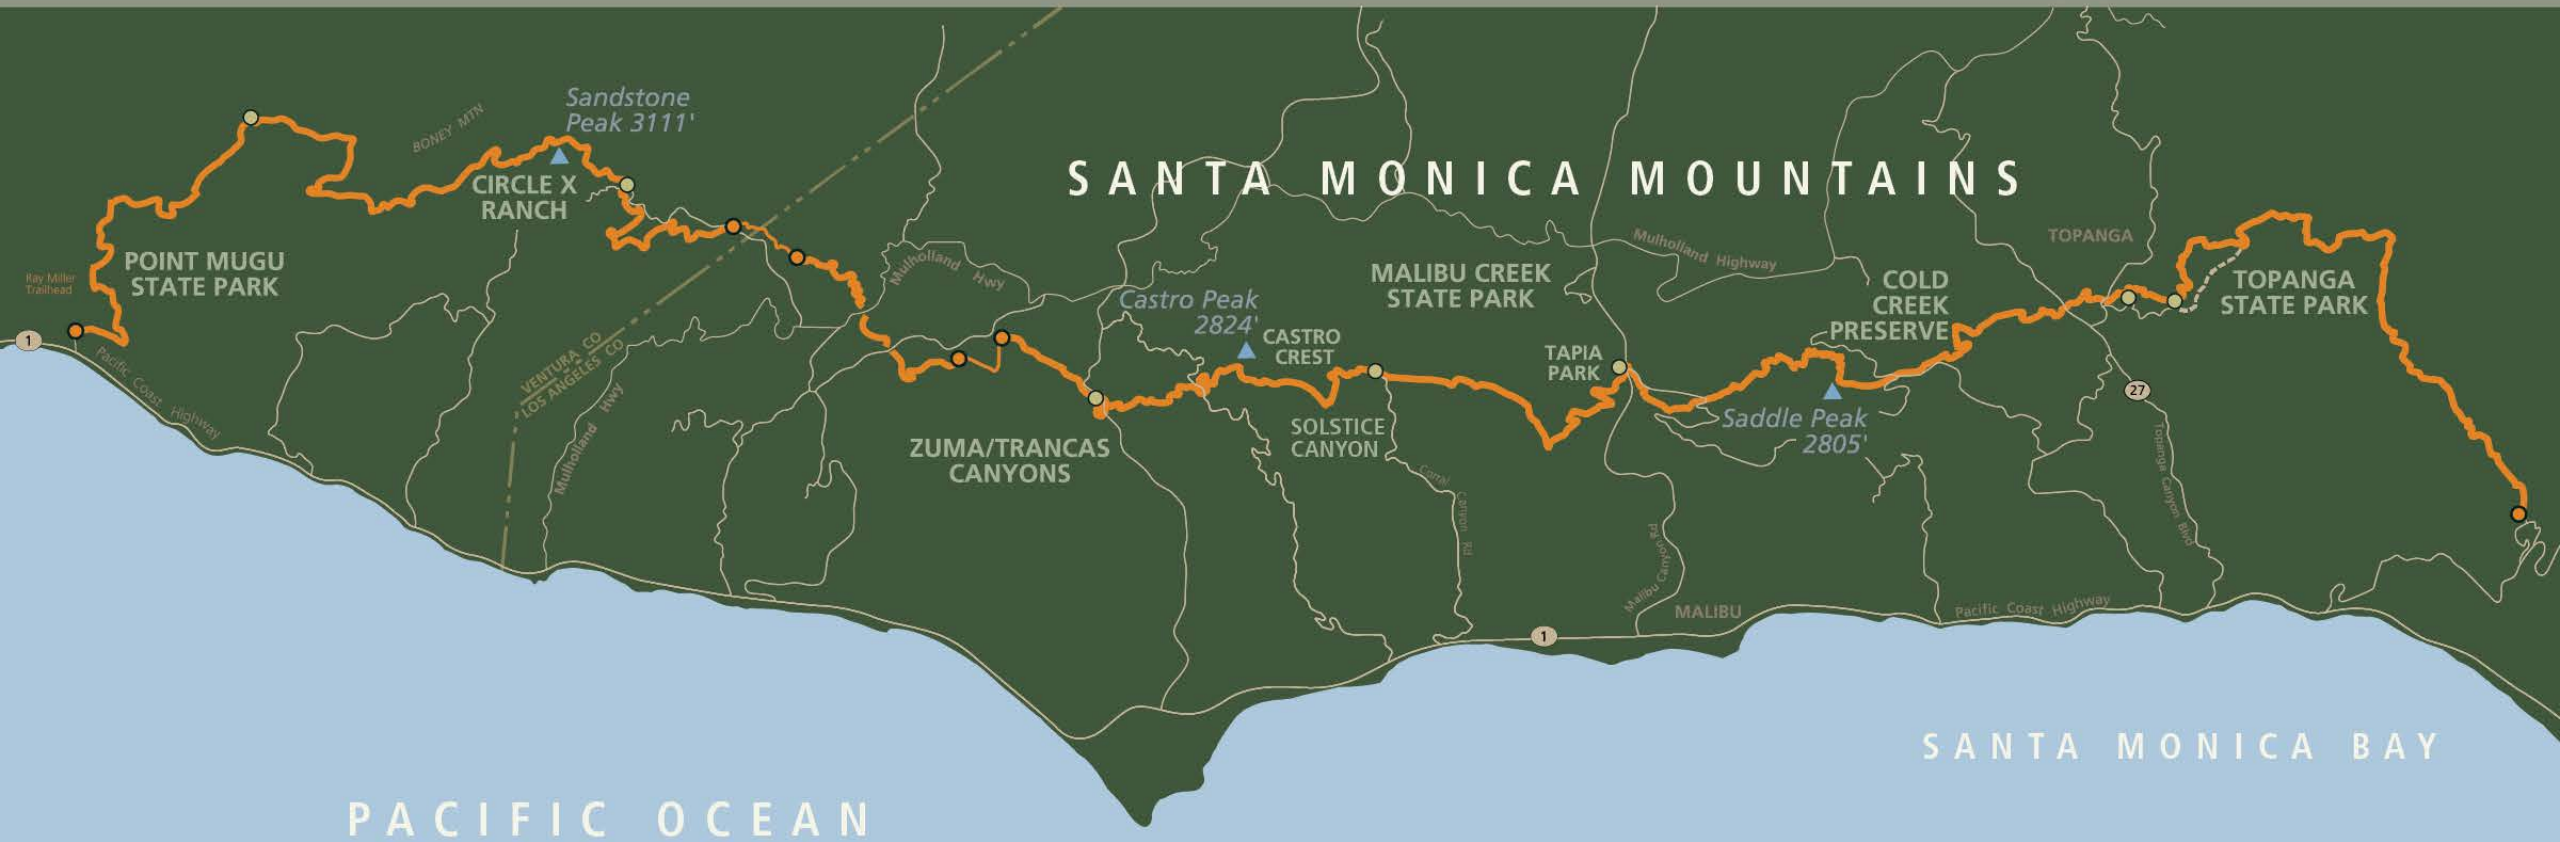 Sandstone
Peak 3111'
BONEY MTN
SANTA MONICA MOUNTAINS
CIRCLE X
RANCH
POINT MUGU
STATE PARK
Ray Miller
Trailhead
1
Pacific Coast Highway
VENTURA CO
LOS ANGELES CO
Mulholland Hwy
Mulholland Hwy
ZUMA/TRANCAS
CANYONS
Castro Peak
2824'
CASTRO
CREST
SOLSTICE
CANYON
Corral Canyon Rd
MALIBU CREEK
STATE PARK
Mulholland Highway
TAPIA
PARK
Malibu Canyon Rd
MALIBU
1
COLD
CREEK
PRESERVE
Saddle Peak
2805'
TOPANGA
TOPANGA
STATE PARK
27
Topanga Canyon Blvd
Pacific Coast Highway
SANTA MONICA BAY
PACIFIC OCEAN